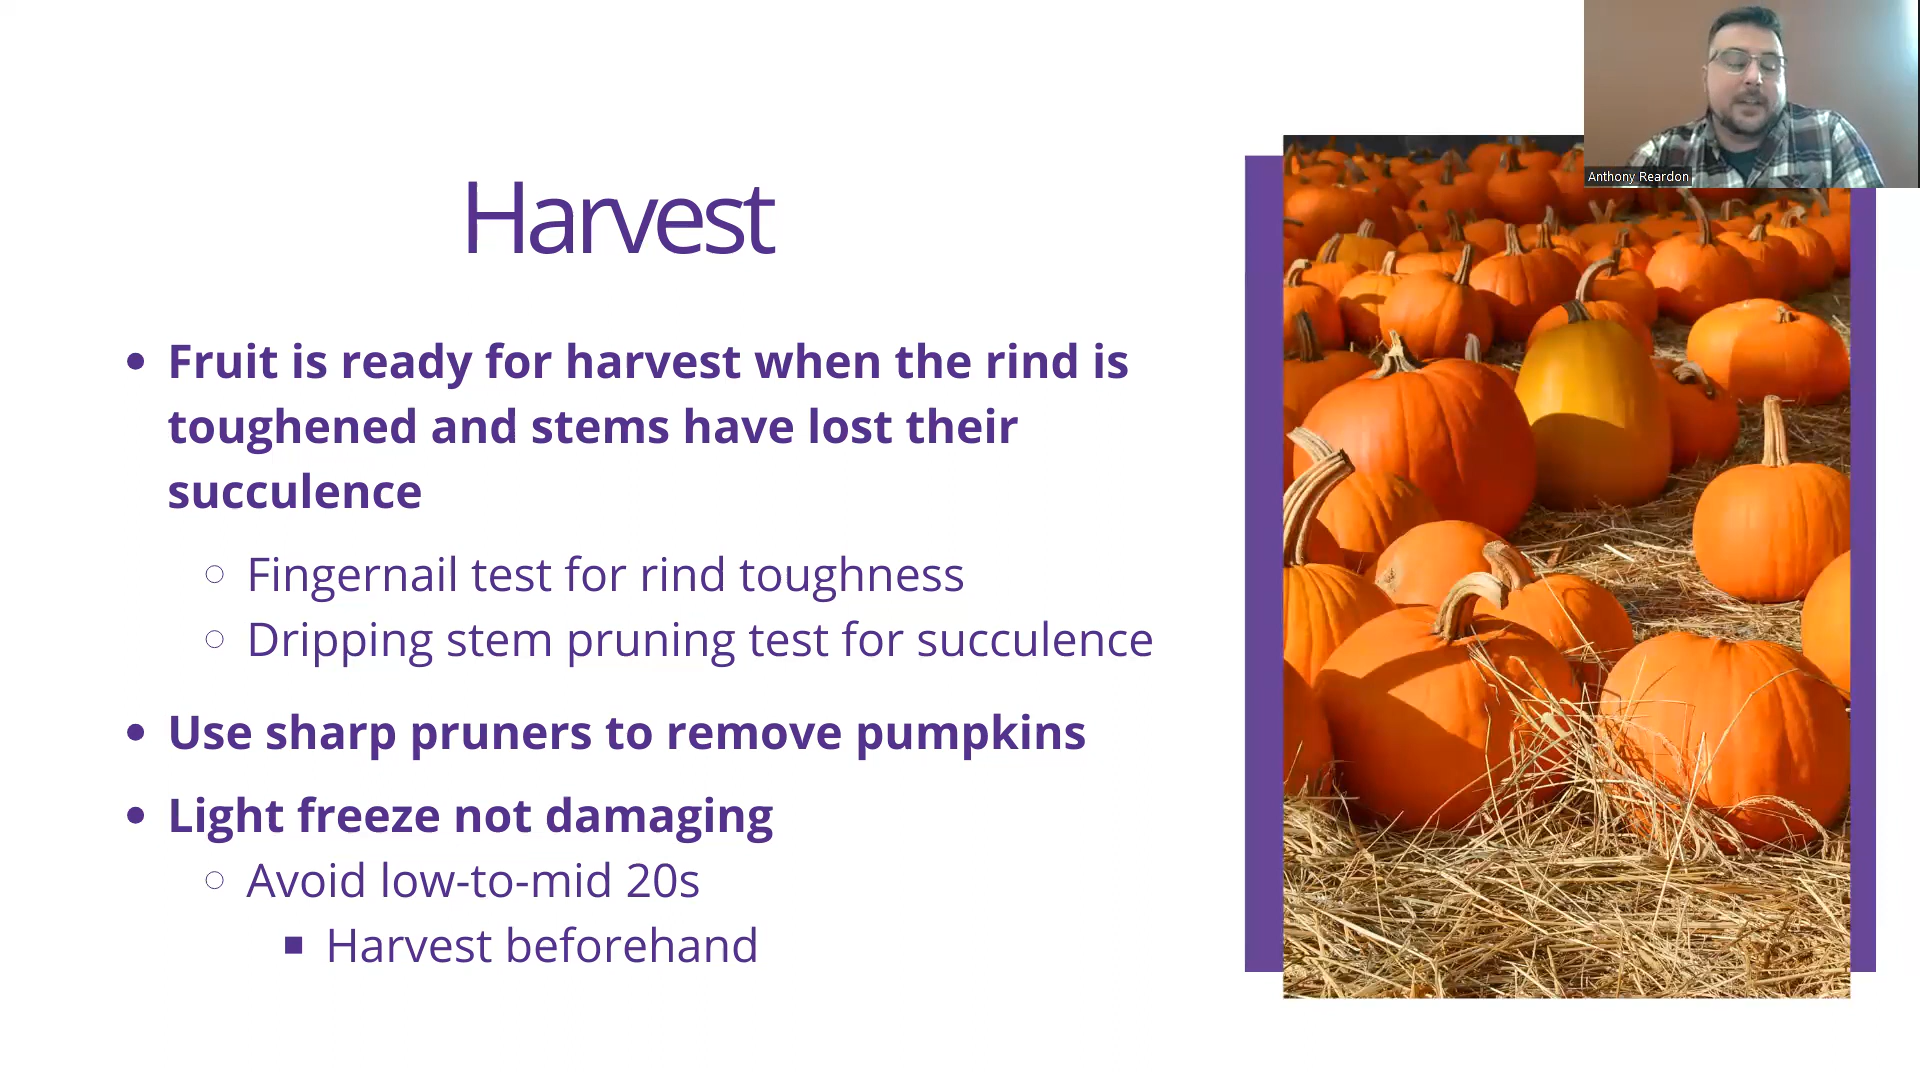 Anthony Reardon
Harvest
• Fruit is ready for harvest when the rind is
toughened and stems have lost their
succulence
○ Fingernail test for rind toughness
○ Dripping stem pruning test for succulence
• Use sharp pruners to remove pumpkins
• Light freeze not damaging
○ Avoid low-to-mid 20s
▪ Harvest beforehand